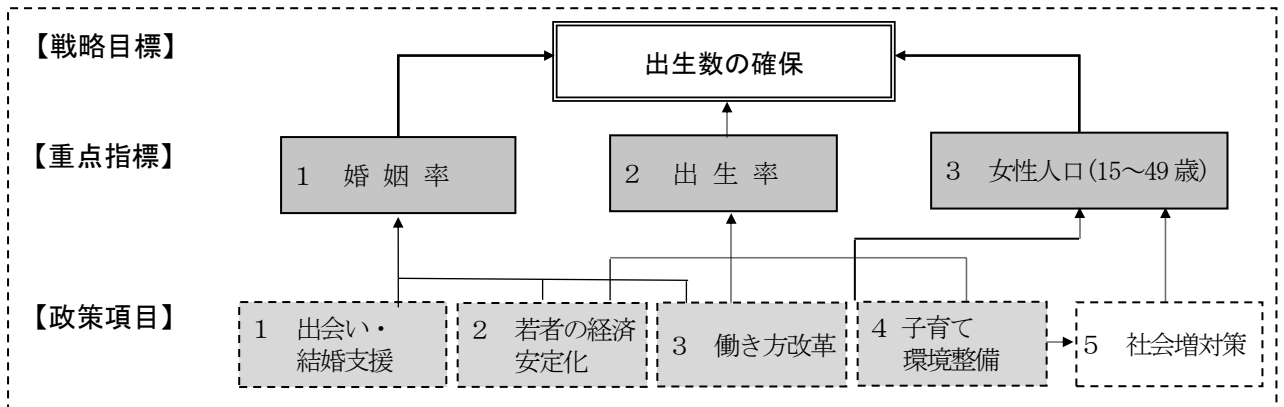 【戦略目標】
出生数の確保
【重点指標】
1 婚 姻 率
2 出 生 率
3 女性人口(15～49 歳)
【政策項目】
1 出会い・
結婚支援
2 若者の経済
安定化
3 働き方改革
4 子育て
環境整備
5 社会増対策